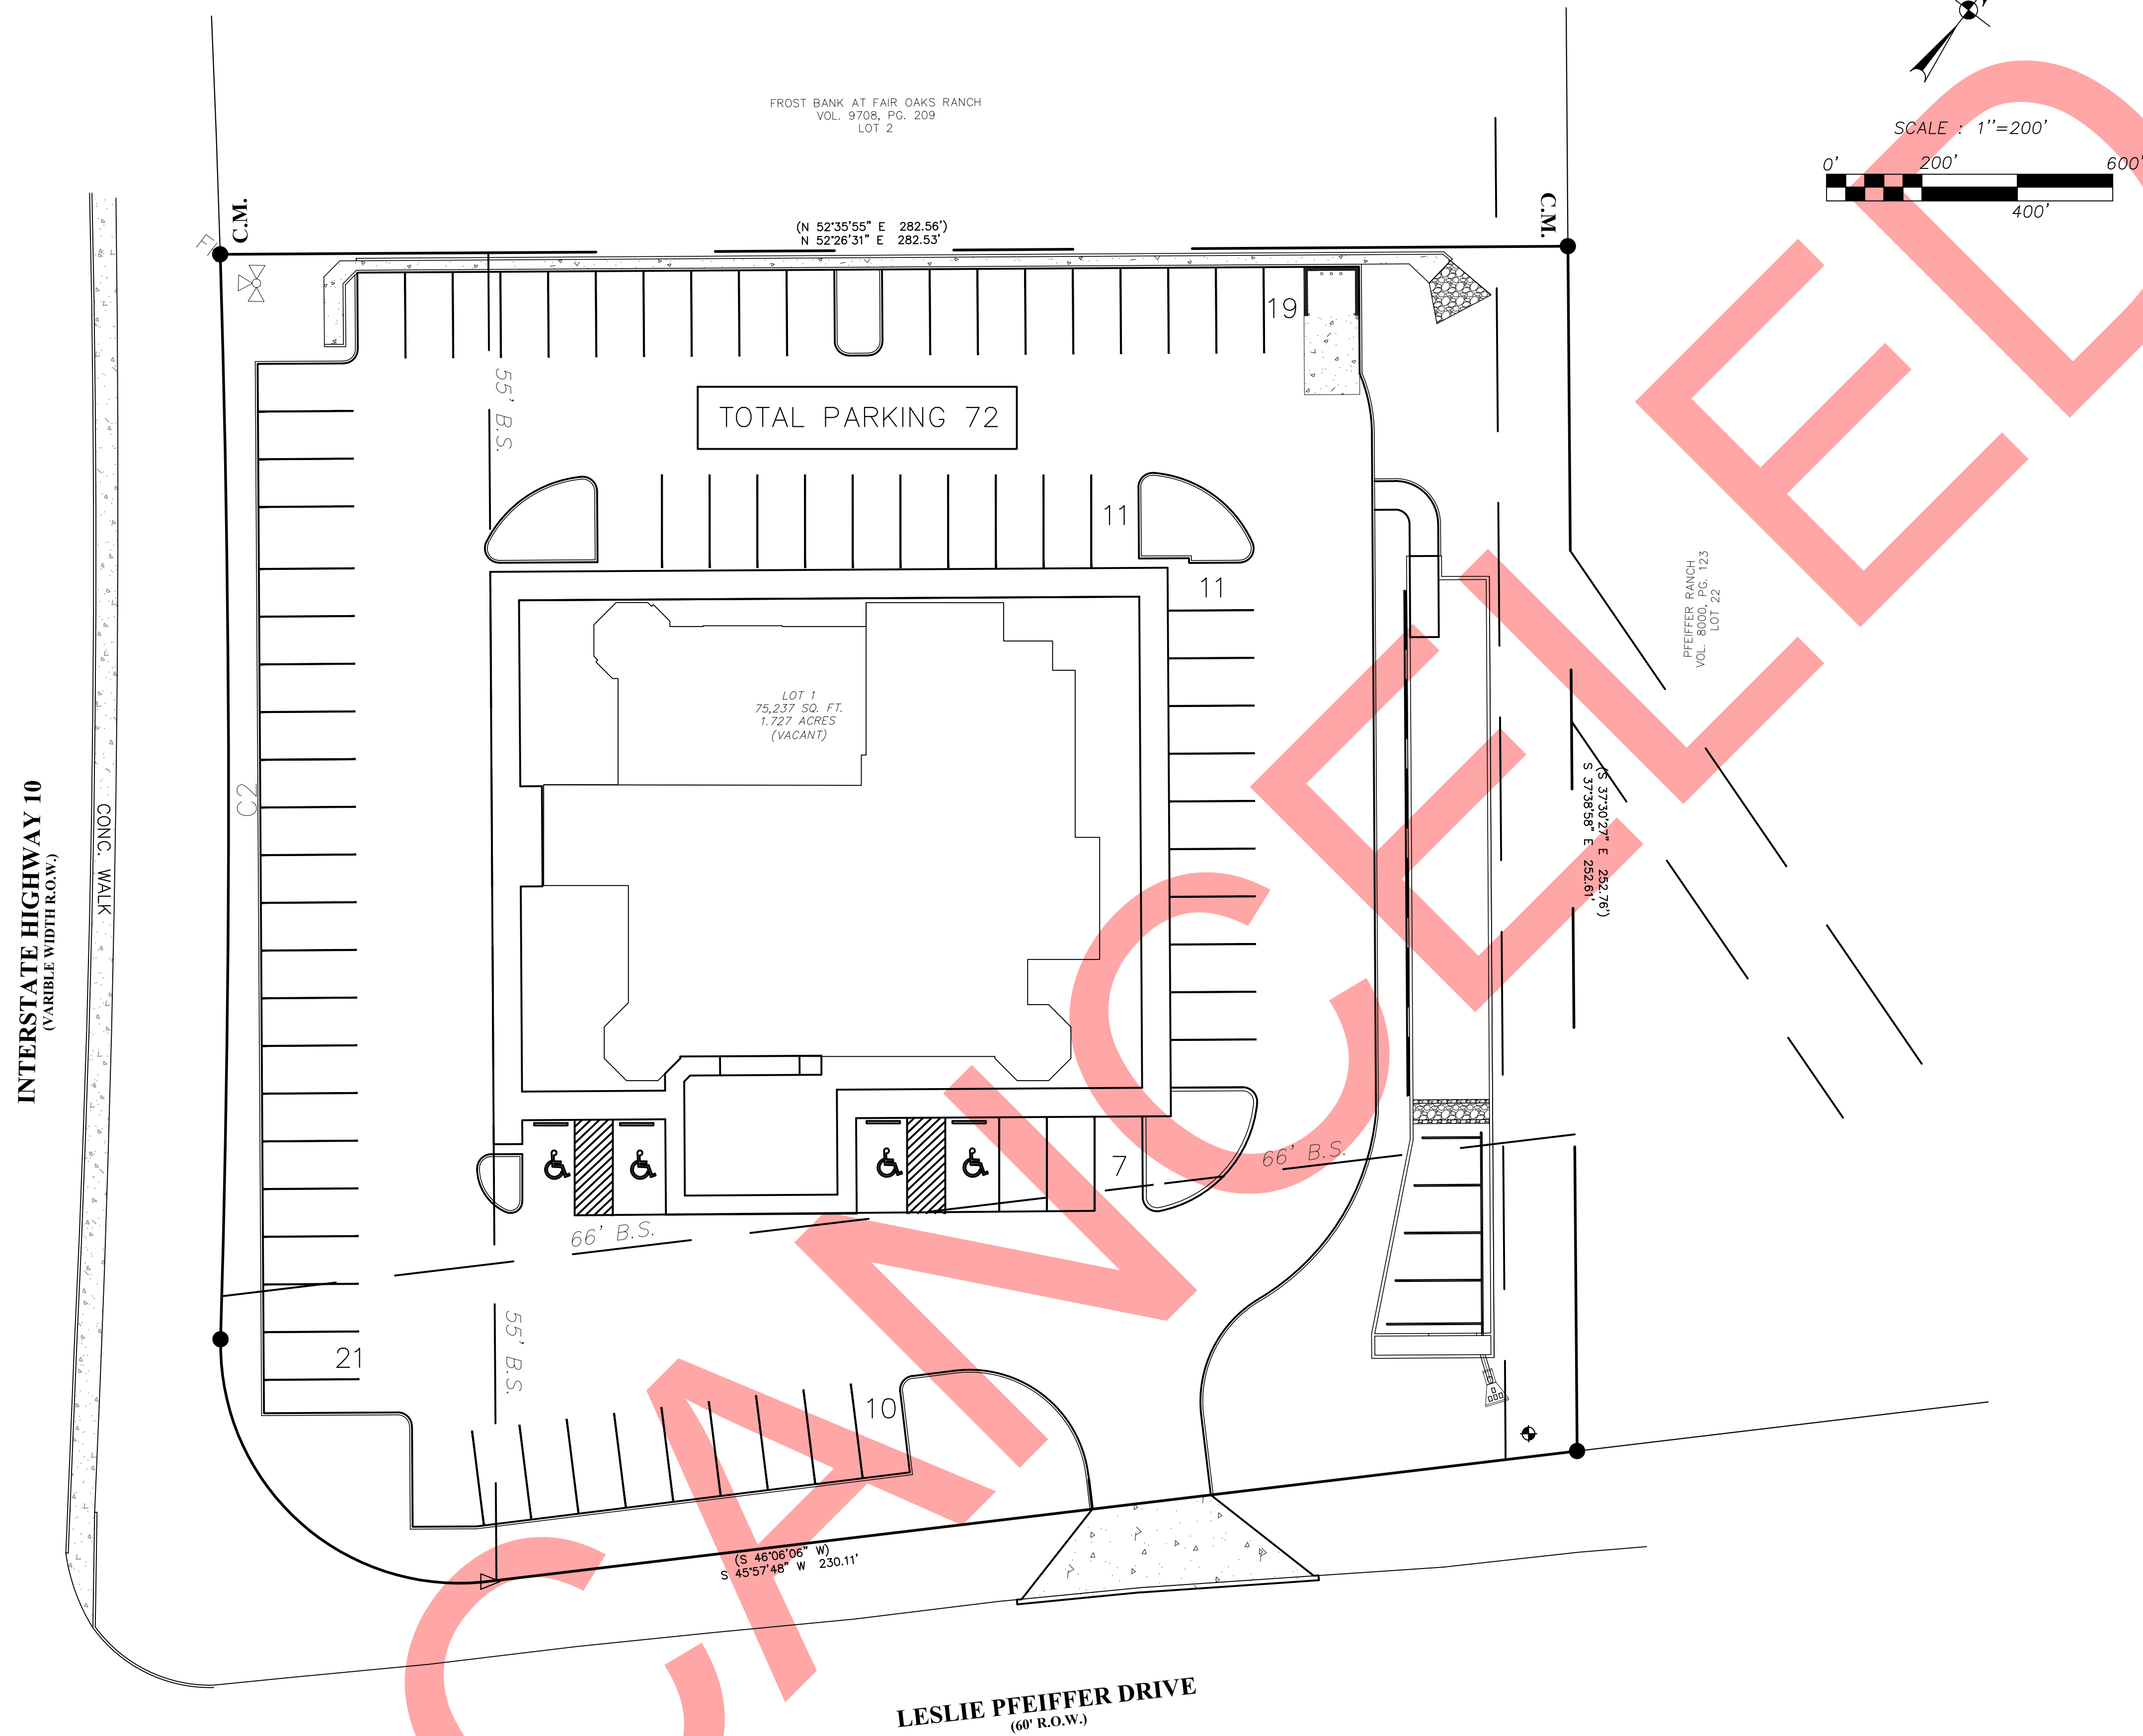 FROST BANK AT FAIR OAKS RANCH
VOL. 9708, PG. 209
LOT 2
SCALE : 1''=200'
0'
200'
600'
400'
C.M.
C.M.
(N 52°35'55" E 282.56')
N 52°26'31" E 282.53'
19
55' B.S.
TOTAL PARKING 72
11
11
PFEIFFER RANCH
VOL. 8000, PG. 123
LOT 22
LOT 1
75,237 SQ. FT.
1.727 ACRES
(VACANT)
(S 37°30'27" E 252.76')
S 37°38'58" E 252.61'
C2
CONC. WALK
INTERSTATE HIGHWAY 10
(VARIBLE WIDTH R.O.W.)
7
66' B.S.
66' B.S.
55' B.S.
21
10
(S 46°06'06" W)
S 45°57'48" W 230.11'
LESLIE PFEIFFER DRIVE
(60' R.O.W.)
CANCELED